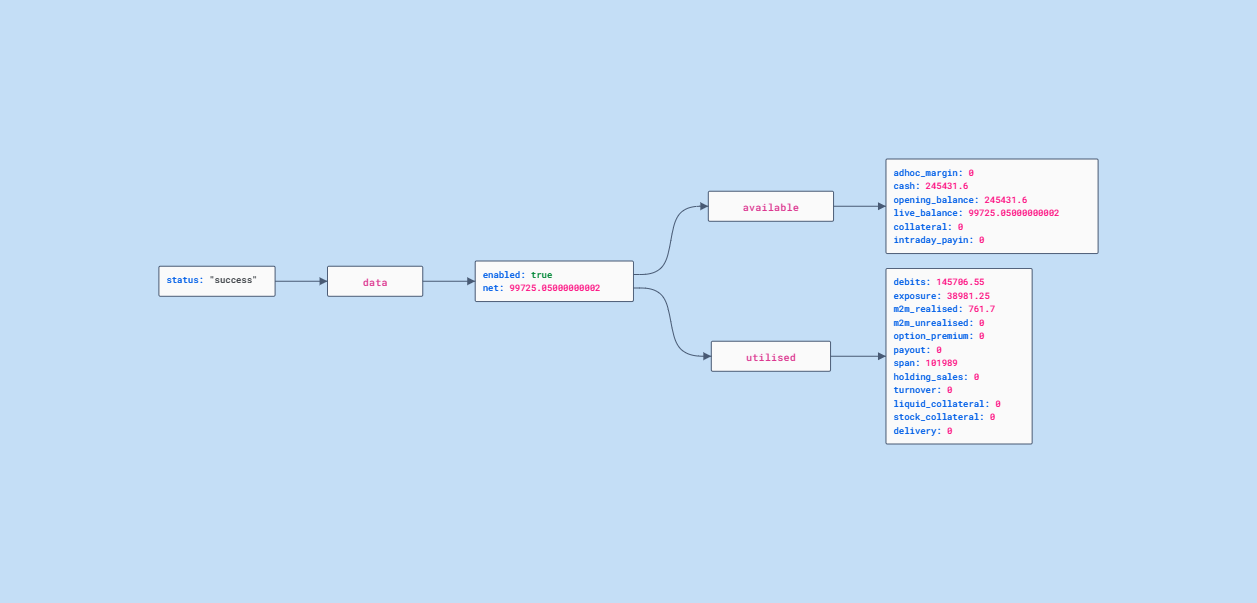 status: "success"
data
enabled: true
net: 99725.05000000002
available
adhoc_margin: 0
cash: 245431.6
opening_balance: 245431.6
live_balance: 99725.05000000002
collateral: 0
intraday_payin: 0
utilised
debits: 145706.55
exposure: 38981.25
m2m_realised: 761.7
m2m_unrealised: 0
option_premium: 0
payout: 0
span: 101989
holding_sales: 0
turnover: 0
liquid_collateral: 0
stock_collateral: 0
delivery: 0